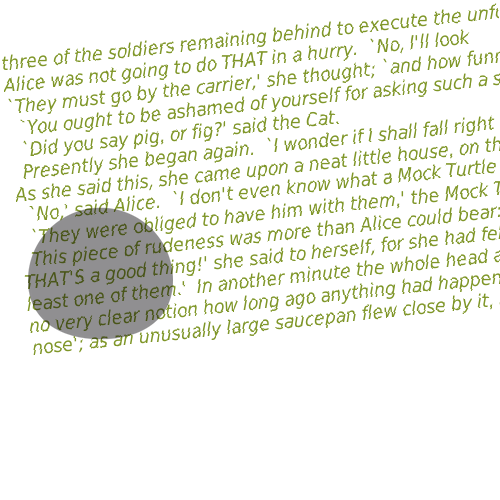 three of the soldiers remaining behind to execute the
Alice was not going to do THAT in a hurry.  `No, I'll look
`They must go by the carrier,' she thought; `and how
`You ought to be ashamed of yourself for asking such a
`Did you say pig, or fig?' said the Cat.
Presently she began again.  `I wonder if I shall fall right
As she said this, she came upon a neat little house, on
`No,' said Alice.  `I don't even know what a Mock Turtle
`They were obliged to have him with them,' the Mock
This piece of rudeness was more than Alice could bear:
THAT'S a good thing!' she said to herself, for she had
least one of them.'  In another minute the whole head
no very clear notion how long ago anything had
nose'; as an unusually large saucepan flew close by it,